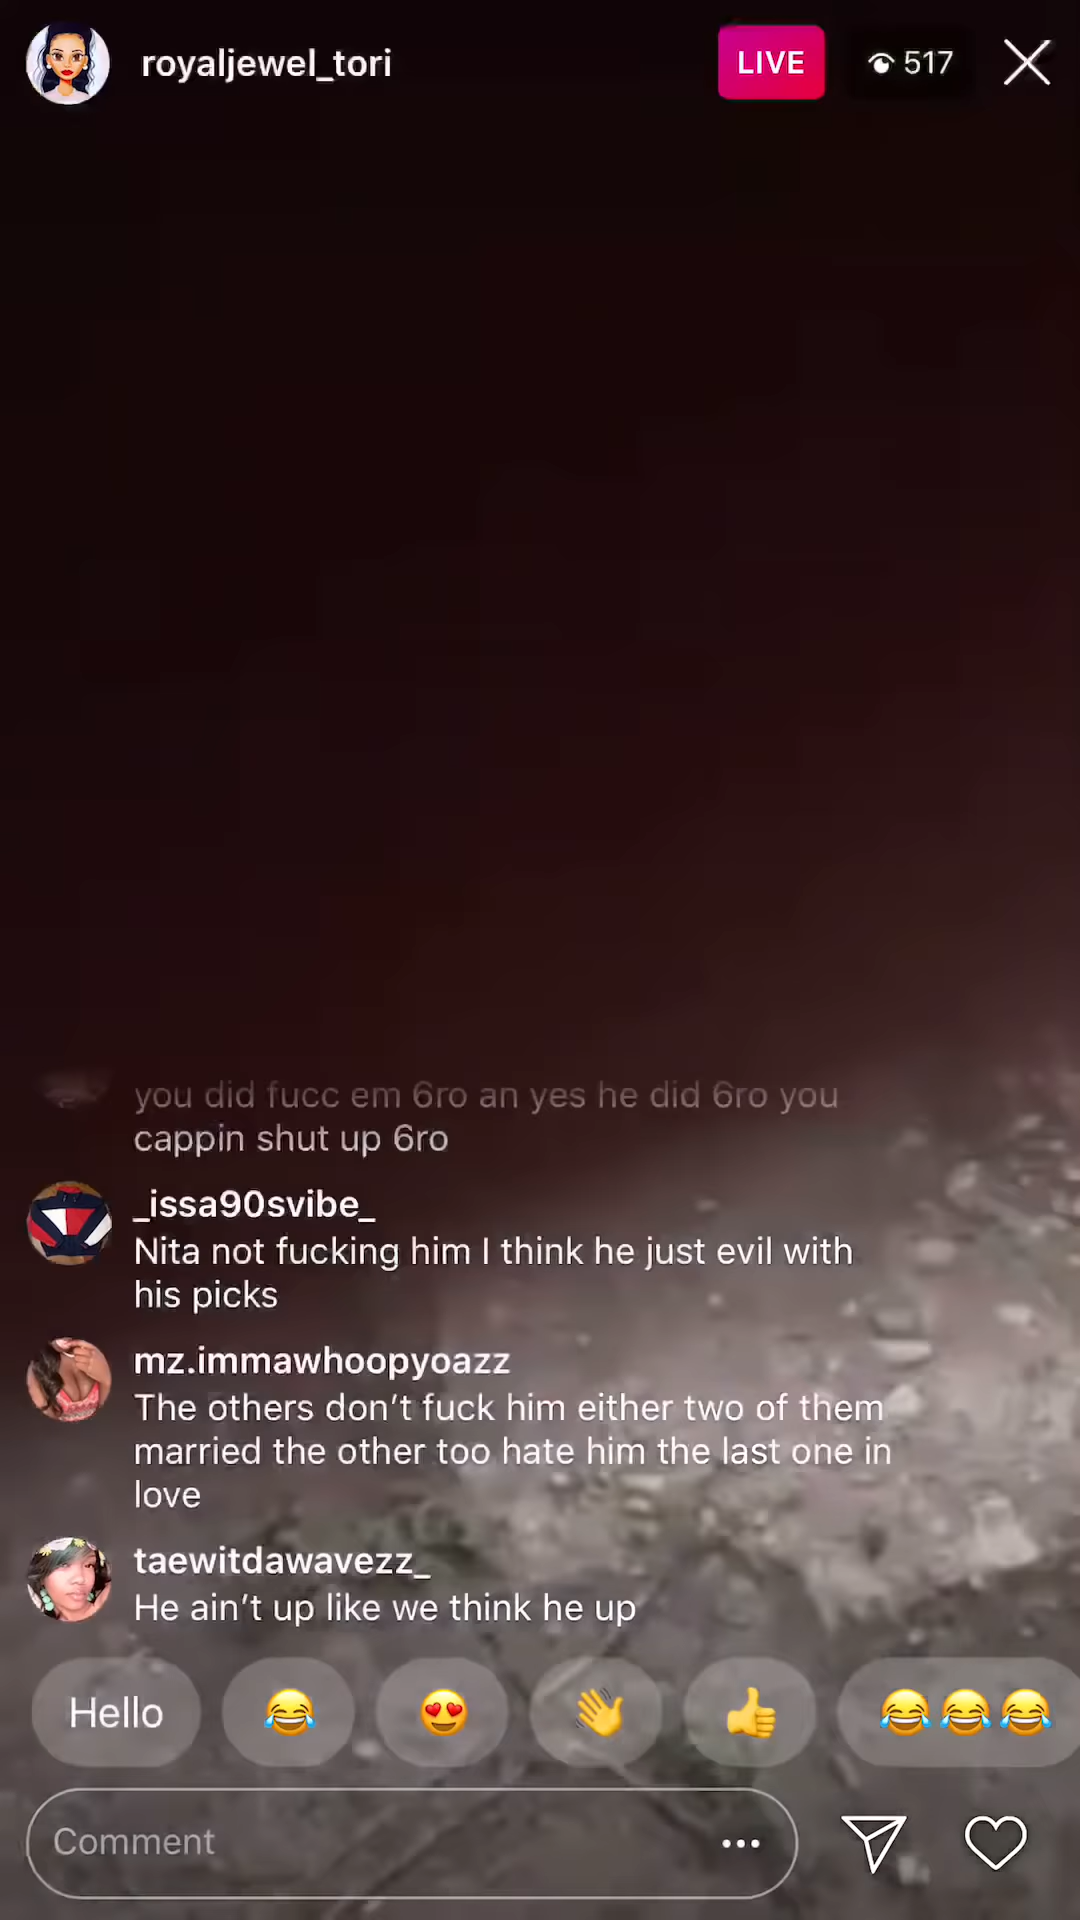 royaljewel_tori
LIVE
517
you did fucc em 6ro an yes he did 6ro you
cappin shut up 6ro
_issa90svibe_
Nita not fucking him I think he just evil with
his picks
mz.immawhoopyoazz
The others don’t fuck him either two of them
married the other too hate him the last one in
love
taewitdawavezz_
He ain’t up like we think he up
Hello
Comment